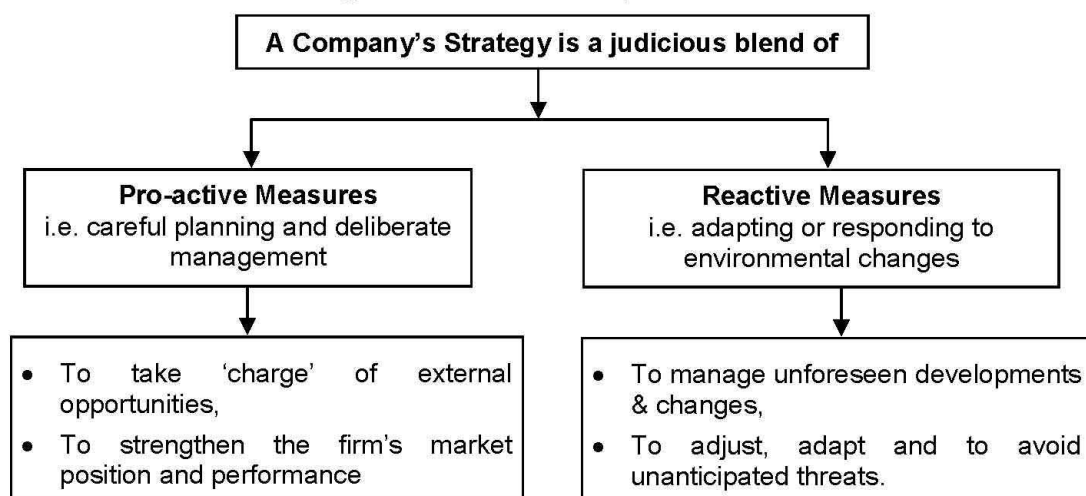 A Company's Strategy is a judicious blend of
Pro-active Measures
i.e. careful planning and deliberate
management
Reactive Measures
i.e. adapting or responding to
environmental changes
• To take 'charge' of external
opportunities,
• To strengthen the firm's market
position and performance
• To manage unforeseen developments
& changes,
• To adjust, adapt and to avoid
unanticipated threats.